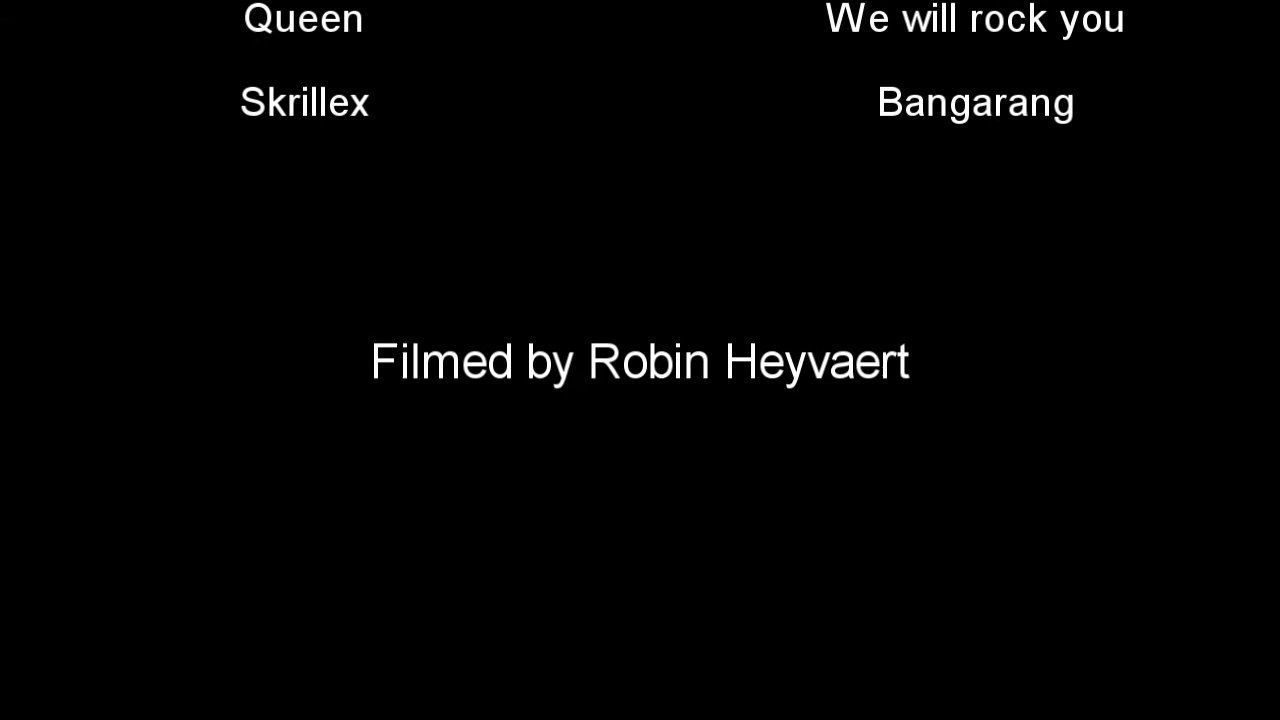 Queen We will rock you
Skrillex Bangarang
Filmed by Robin Heyvaert